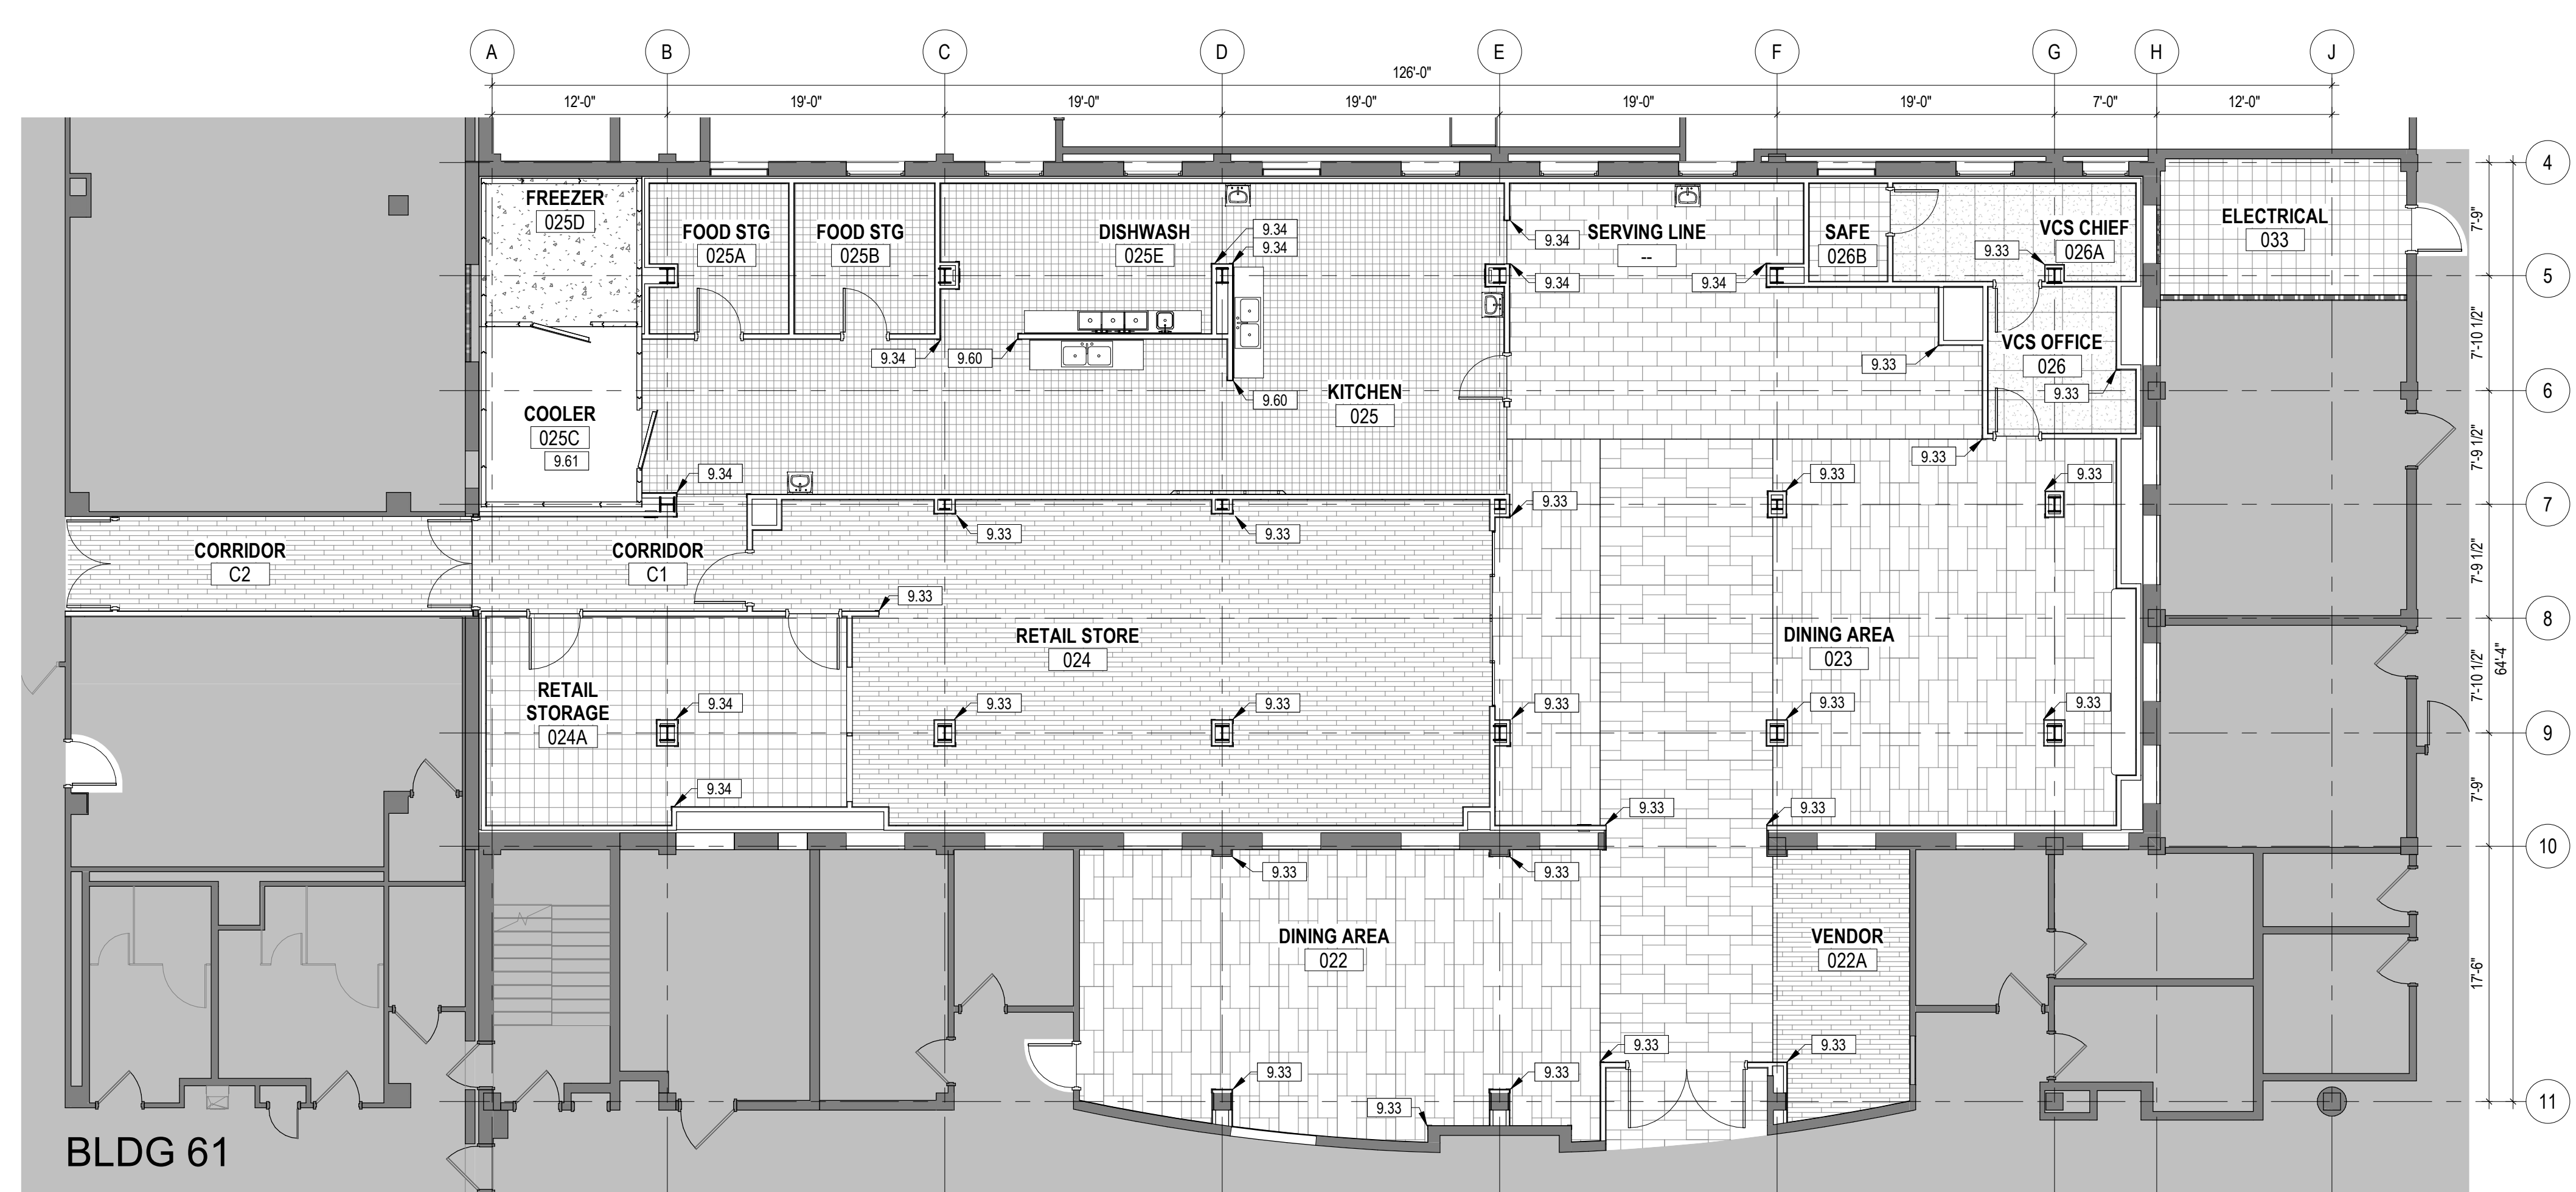 A B C D E F G H J
126'-0"
12'-0" 19'-0" 19'-0" 19'-0" 19'-0" 19'-0" 7'-0" 12'-0"
4
FREEZER
025D
FOOD STG
025A
FOOD STG
025B
DISHWASH
025E
9.34
9.34
9.34
SERVING LINE
--
9.34
9.34
SAFE
026B
VCS CHIEF
026A
9.33
ELECTRICAL
033
7'-9"
5
9.34
9.60
9.60
KITCHEN
025
9.33
VCS OFFICE
026
9.33
7'-10 1/2"
6
COOLER
025C
9.61
9.34
9.33
9.33
9.33
9.33
7'-9 1/2"
7
9.33
9.33
CORRIDOR
C2
CORRIDOR
C1
9.33
7'-9 1/2"
8
RETAIL STORE
024
DINING AREA
023
RETAIL
STORAGE
024A
9.34
9.33
9.33
9.33
9.33
9.33
7'-10 1/2"
64'-4"
9
9.34
9.33
9.33
7'-9"
10
9.33
9.33
DINING AREA
022
VENDOR
022A
17'-6"
9.33
9.33
9.33
9.33
9.33
11
BLDG 61